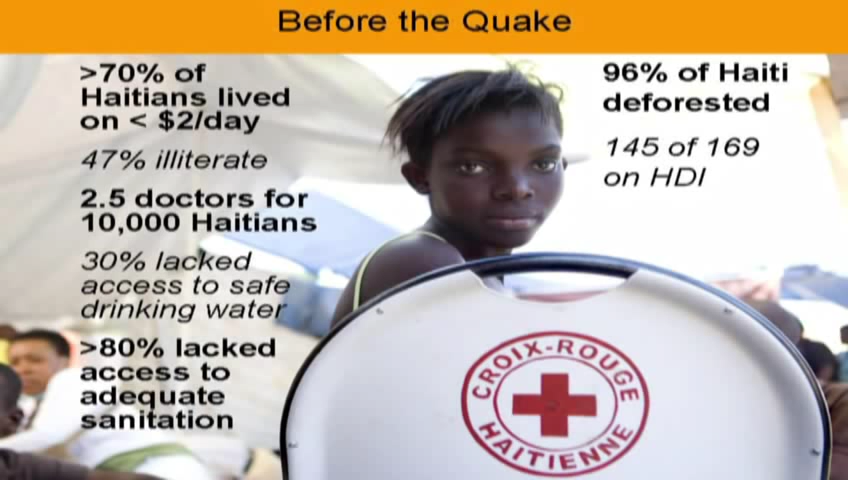 Before the Quake
>70% of
Haitians lived
on < $2/day
47% illiterate
2.5 doctors for
10,000 Haitians
30% lacked
access to safe
drinking water
>80% lacked
access to
adequate
sanitation
96% of Haiti
deforested
145 of 169
on HDI
CROIX-ROUGE
HAITIENNE